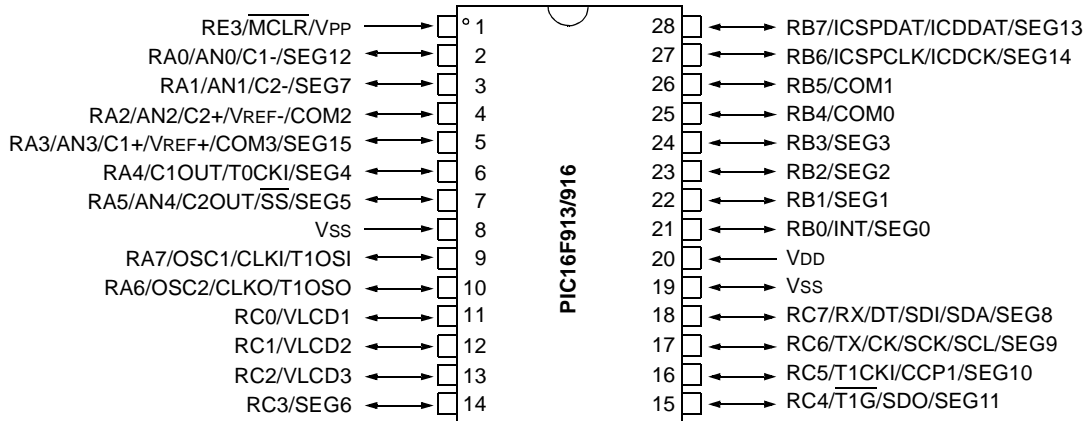 RE3/MCLR/VPP 1
RA0/AN0/C1-/SEG12 2
RA1/AN1/C2-/SEG7 3
RA2/AN2/C2+/VREF-/COM2 4
RA3/AN3/C1+/VREF+/COM3/SEG15 5
RA4/C1OUT/T0CKI/SEG4 6
RA5/AN4/C2OUT/SS/SEG5 7
VSS 8
RA7/OSC1/CLKI/T1OSI 9
RA6/OSC2/CLKO/T1OSO 10
RC0/VLCD1 11
RC1/VLCD2 12
RC2/VLCD3 13
RC3/SEG6 14
PIC16F913/916
28 RB7/ICSPDAT/ICDDAT/SEG13
27 RB6/ICSPCLK/ICDCK/SEG14
26 RB5/COM1
25 RB4/COM0
24 RB3/SEG3
23 RB2/SEG2
22 RB1/SEG1
21 RB0/INT/SEG0
20 VDD
19 VSS
18 RC7/RX/DT/SDI/SDA/SEG8
17 RC6/TX/CK/SCK/SCL/SEG9
16 RC5/T1CKI/CCP1/SEG10
15 RC4/T1G/SDO/SEG11